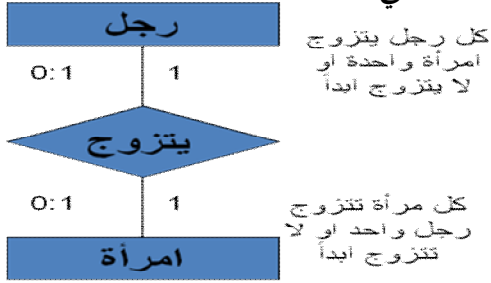 رجل
كل رجل يتزوج
امرأة واحدة او
لا يتزوج ابداً
0:1 1
يتزوج
0:1 1
كل مرأة تتزوج
رجل واحد او لا
تتزوج ابداً
امرأة